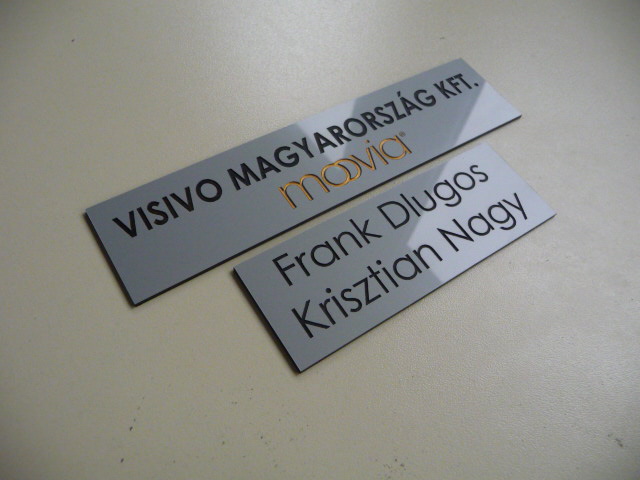 VISIVO MAGYARORSZÁG KFT.
moovia®
Frank Dlugos
Krisztian Nagy